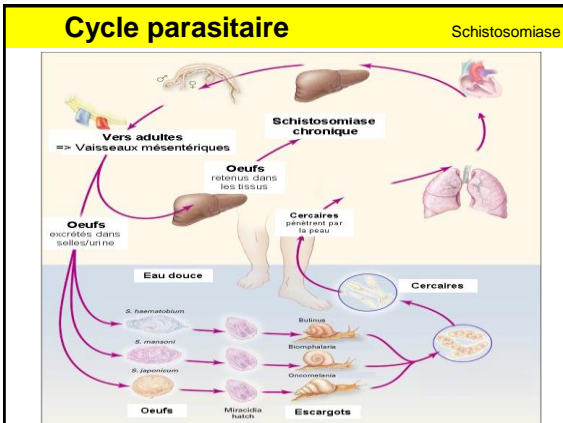 Cycle parasitaire
Schistosomiase
♂
♀
Vers adultes
=> Vaisseaux mésentériques
Schistosomiase
chronique
Oeufs
retenus dans
les tissus
Oeufs
excrétés dans
selles/urine
Cercaires
pénètrent par
la peau
Eau douce
Cercaires
S. haematobium
Bulinus
S. mansoni
Biomphalaria
S. japonicum
Oncomelania
Oeufs
Miracidia
hatch
Escargots